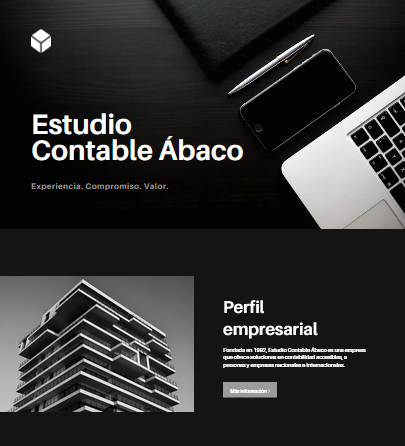 Estudio
Contable Ábaco
Experiencia. Compromiso. Valor.
Perfil
empresarial
Fundada en 1992, Estudio Contable Ábaco es una empresa
que ofrece soluciones en contabilidad accesibles, a
personas y empresas nacionales e internacionales.
Más información >